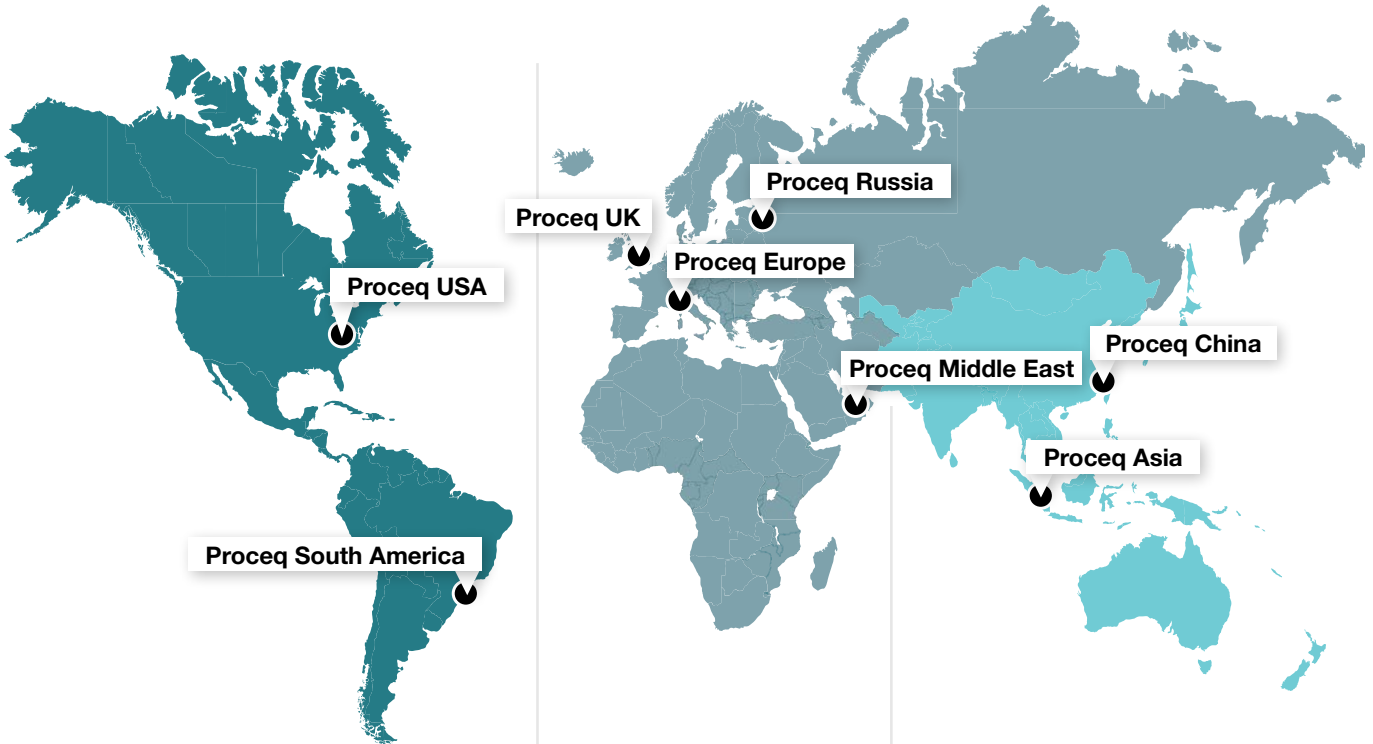 Proceq Russia
Proceq UK
Proceq Europe
Proceq USA
Proceq China
Proceq Middle East
Proceq Asia
Proceq South America